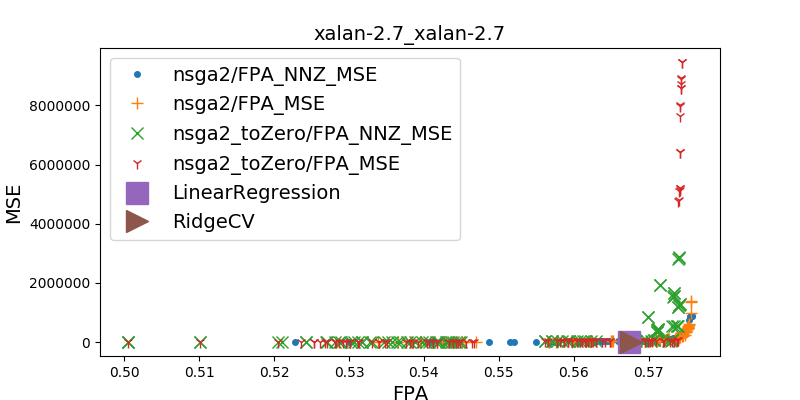 xalan-2.7_xalan-2.7
nsga2/FPA_NNZ_MSE
nsga2/FPA_MSE
nsga2_toZero/FPA_NNZ_MSE
nsga2_toZero/FPA_MSE
LinearRegression
RidgeCV
MSE
8000000
6000000
4000000
2000000
0
0.50 0.51 0.52 0.53 0.54 0.55 0.56 0.57
FPA